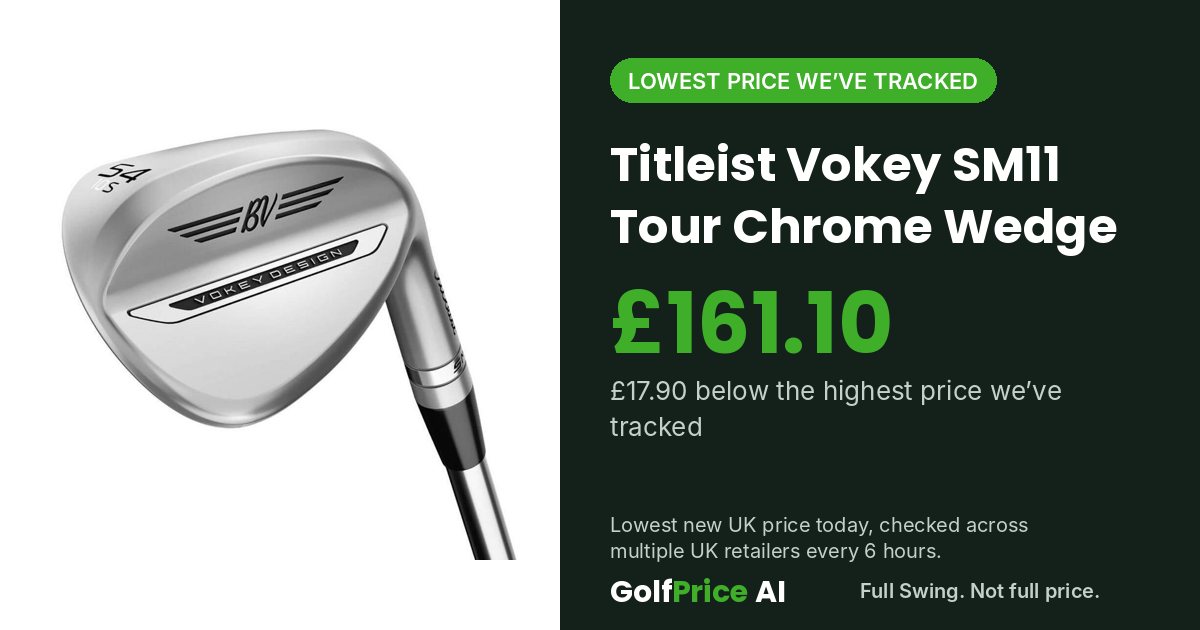 54
S
BV
VOKEY DESIGN
LOWEST PRICE WE'VE TRACKED
Titleist Vokey SM11
Tour Chrome Wedge
£161.10
£17.90 below the highest price we've
tracked
Lowest new UK price today, checked across
multiple UK retailers every 6 hours.
GolfPrice AI
Full Swing. Not full price.